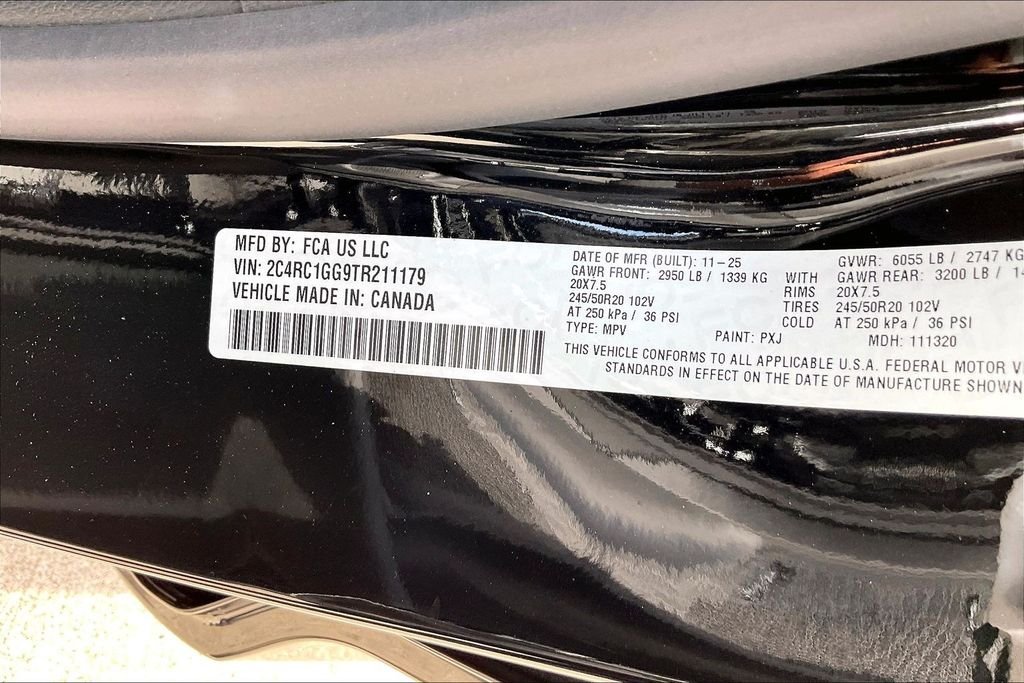 MFD BY: FCA US LLC
VIN: 2C4RC1GG9TR211179
VEHICLE MADE IN: CANADA
DATE OF MFR (BUILT): 11-25 GVWR: 6055 LB / 2747 KG
GAWR FRONT: 2950 LB / 1339 KG WITH GAWR REAR: 3200 LB /
20X7.5 RIMS 20X7.5
245/50R20 102V TIRES 245/50R20 102V
AT 250 kPa / 36 PSI COLD AT 250 kPa / 36 PSI
TYPE: MPV PAINT: PXJ MDH: 111320
THIS VEHICLE CONFORMS TO ALL APPLICABLE U.S.A. FEDERAL MOTOR
STANDARDS IN EFFECT ON THE DATE OF MANUFACTURE SHOWN